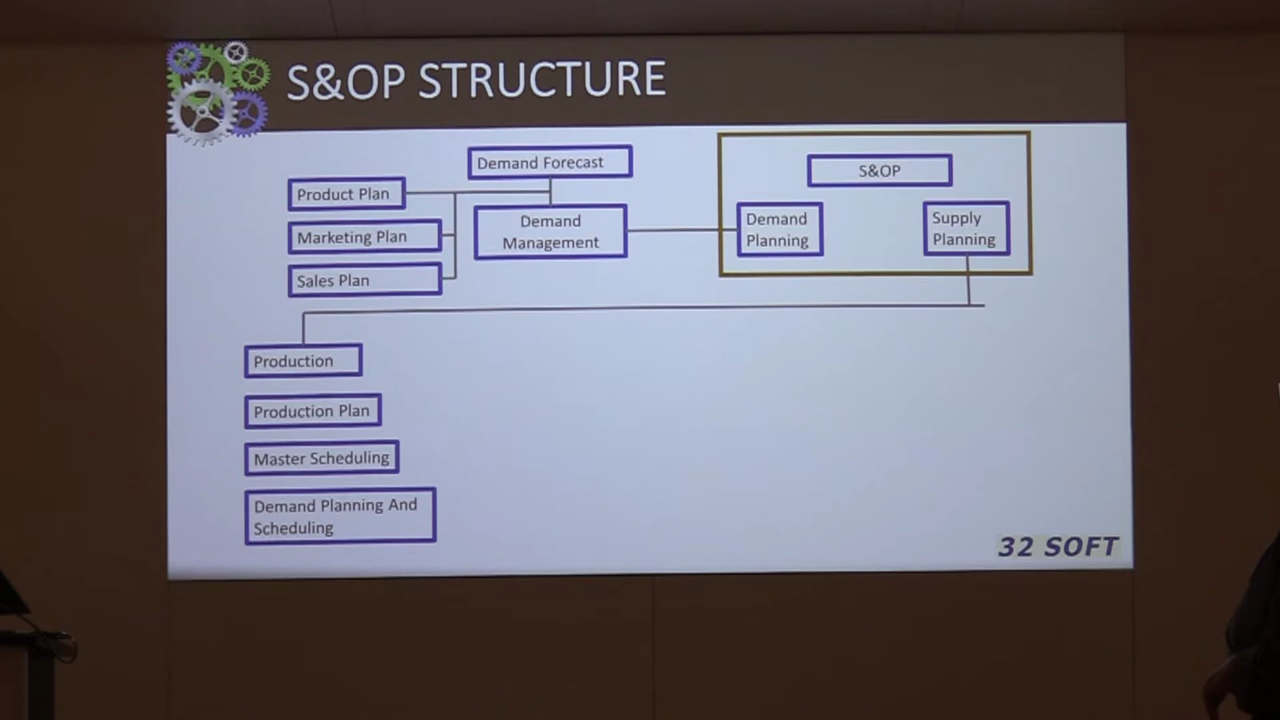 S&OP STRUCTURE
Demand Forecast
Product Plan
Marketing Plan
Sales Plan
Demand
Management
S&OP
Demand
Planning
Supply
Planning
Production
Production Plan
Master Scheduling
Demand Planning And
Scheduling
32 SOFT